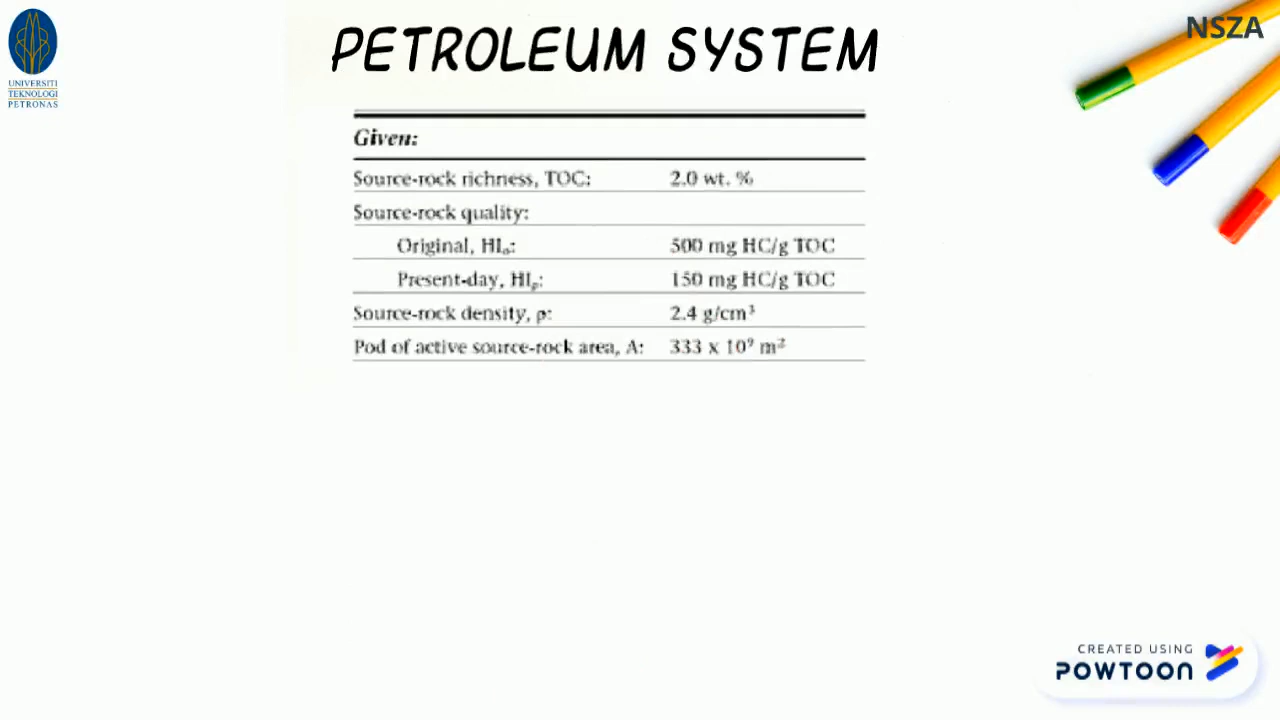 PETROLEUM SYSTEM
NSZA
UNIVERSITI
TEKNOLOGI
PETRONAS
Given:
Source-rock richness, TOC: 2.0 wt. %
Source-rock quality:
Original, HIₒ: 500 mg HC/g TOC
Present-day, HIₚ: 150 mg HC/g TOC
Source-rock density, ρ: 2.4 g/cm³
Pod of active source-rock area, A: 333 x 10⁹ m²
CREATED USING
POWTOON